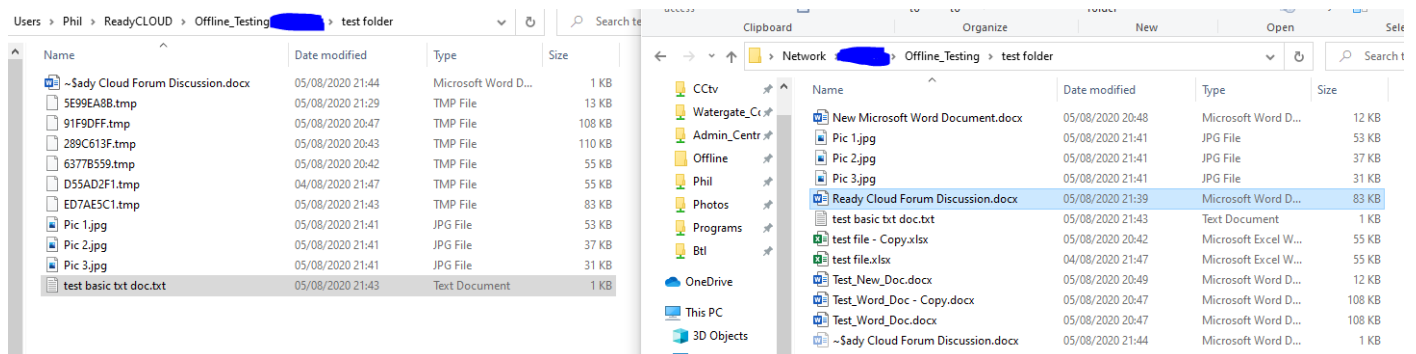 Users > Phil > ReadyCLOUD > Offline_Testing > test folder
Search te
Name Date modified Type Size
~$ady Cloud Forum Discussion.docx 05/08/2020 21:44 Microsoft Word D... 1 KB
5E99EA8B.tmp 05/08/2020 21:29 TMP File 13 KB
91F9DFF.tmp 05/08/2020 20:47 TMP File 108 KB
289C613F.tmp 05/08/2020 20:43 TMP File 110 KB
6377B559.tmp 05/08/2020 20:42 TMP File 55 KB
D55AD2F1.tmp 04/08/2020 21:47 TMP File 55 KB
ED7AE5C1.tmp 05/08/2020 21:43 TMP File 83 KB
Pic 1.jpg 05/08/2020 21:41 JPG File 53 KB
Pic 2.jpg 05/08/2020 21:41 JPG File 37 KB
Pic 3.jpg 05/08/2020 21:41 JPG File 31 KB
test basic txt doc.txt 05/08/2020 21:43 Text Document 1 KB
Clipboard Organize New Open Sele
Network > Offline_Testing > test folder
Search t
CCtv
Watergate_Cc
Admin_Centr
Offline
Phil
Photos
Programs
Btl
OneDrive
This PC
3D Objects
Name Date modified Type Size
New Microsoft Word Document.docx 05/08/2020 20:48 Microsoft Word D... 12 KB
Pic 1.jpg 05/08/2020 21:41 JPG File 53 KB
Pic 2.jpg 05/08/2020 21:41 JPG File 37 KB
Pic 3.jpg 05/08/2020 21:41 JPG File 31 KB
Ready Cloud Forum Discussion.docx 05/08/2020 21:39 Microsoft Word D... 83 KB
test basic txt doc.txt 05/08/2020 21:43 Text Document 1 KB
test file - Copy.xlsx 05/08/2020 20:42 Microsoft Excel W... 55 KB
test file.xlsx 04/08/2020 21:47 Microsoft Excel W... 55 KB
Test_New_Doc.docx 05/08/2020 20:49 Microsoft Word D... 12 KB
Test_Word_Doc - Copy.docx 05/08/2020 20:47 Microsoft Word D... 108 KB
Test_Word_Doc.docx 05/08/2020 20:47 Microsoft Word D... 108 KB
~$ady Cloud Forum Discussion.docx 05/08/2020 21:44 Microsoft Word D... 1 KB